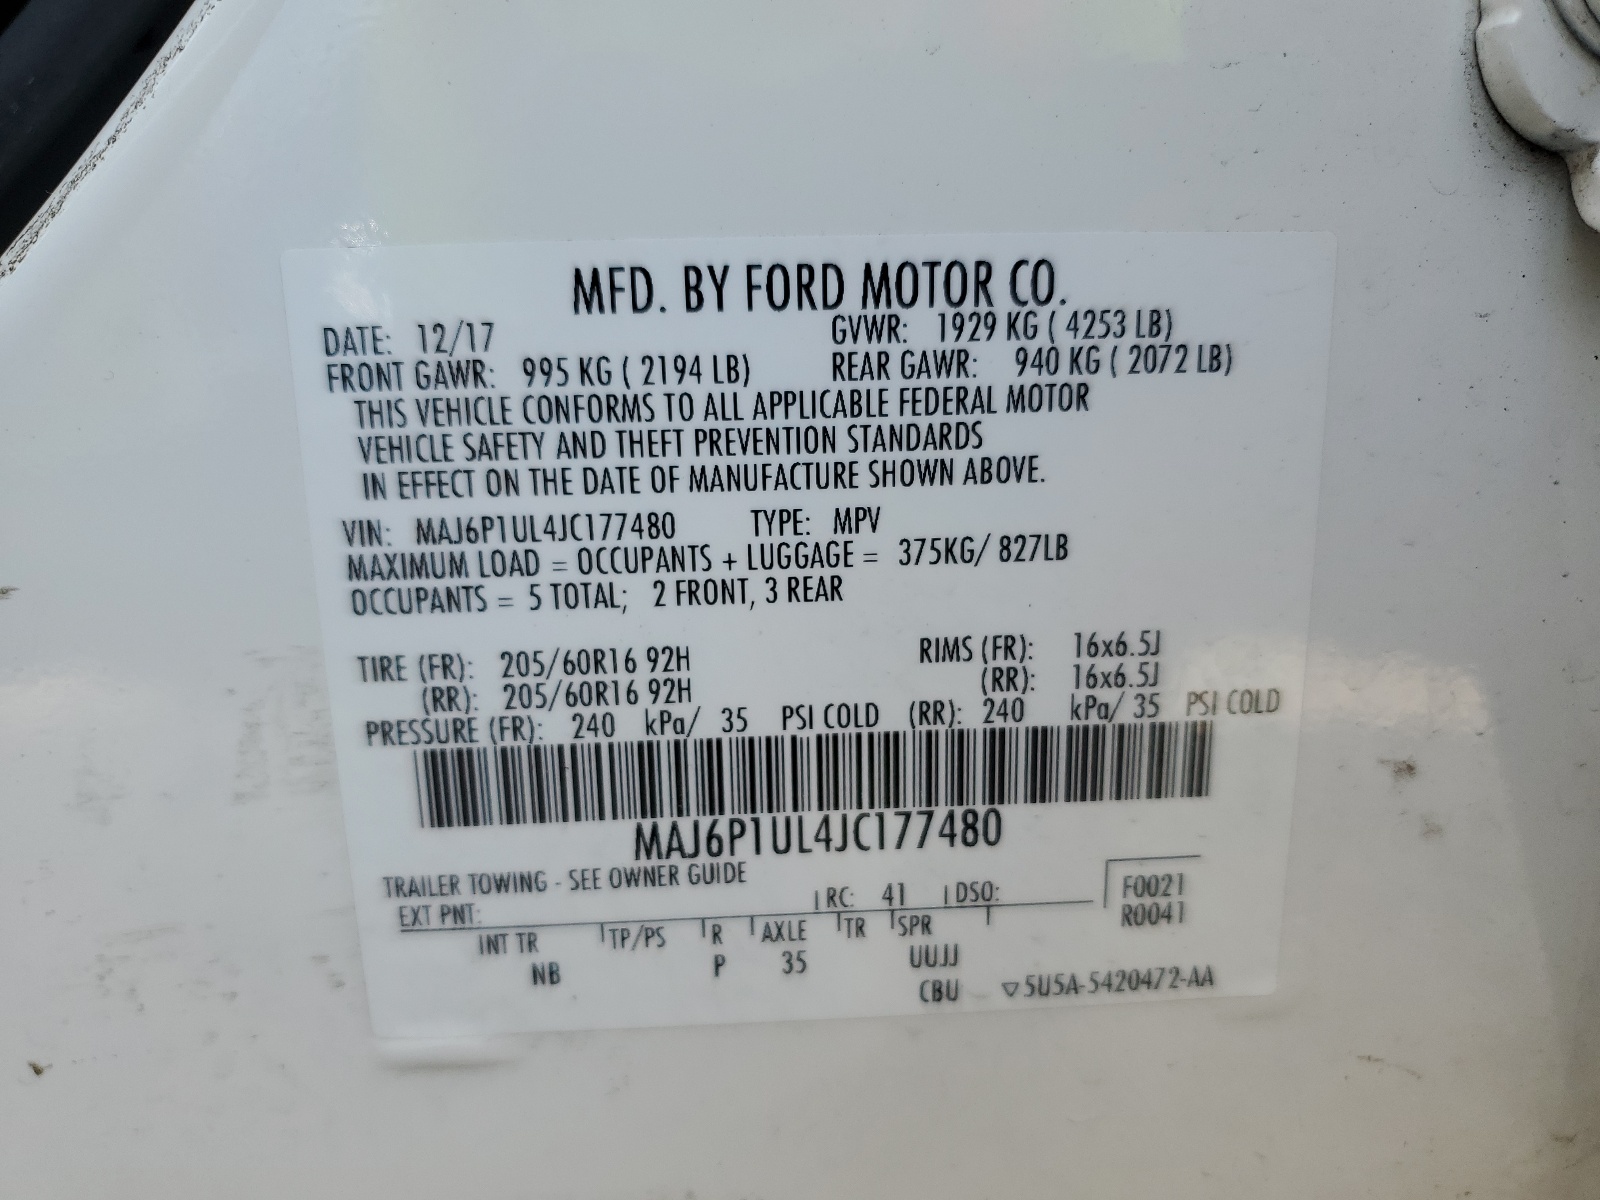 MFD. BY FORD MOTOR CO.
DATE: 12/17 GVWR: 1929 KG ( 4253 LB)
FRONT GAWR: 995 KG ( 2194 LB) REAR GAWR: 940 KG ( 2072 LB)
THIS VEHICLE CONFORMS TO ALL APPLICABLE FEDERAL MOTOR
VEHICLE SAFETY AND THEFT PREVENTION STANDARDS
IN EFFECT ON THE DATE OF MANUFACTURE SHOWN ABOVE.
VIN: MAJ6P1UL4JC177480 TYPE: MPV
MAXIMUM LOAD = OCCUPANTS + LUGGAGE = 375KG/ 827LB
OCCUPANTS = 5 TOTAL; 2 FRONT, 3 REAR
TIRE (FR): 205/60R16 92H RIMS (FR): 16x6.5J
(RR): 205/60R16 92H (RR): 16x6.5J
PRESSURE (FR): 240 kPa/ 35 PSI COLD (RR): 240 kPa/ 35 PSI COLD
MAJ6P1UL4JC177480
TRAILER TOWING - SEE OWNER GUIDE
EXT PNT: RC: 41 DSO: F0021
R0041
INT TR TP/PS R AXLE TR SPR
NB P 35 UUJJ
CBU ▽5U5A-5420472-AA